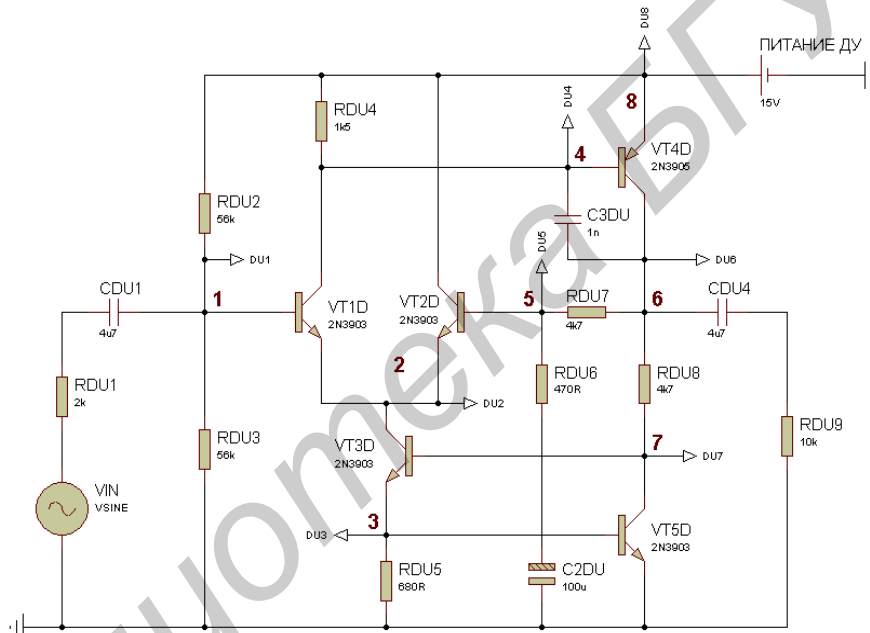 DU8
ПИТАНИЕ ДУ
15V
8
RDU4
1k5
DU4
4
VT4D
2N3905
RDU2
56k
C3DU
1n
DU1
DU5
DU6
CDU1
4u7
1
VT1D
2N3903
VT2D
2N3903
5
RDU7
4k7
6
CDU4
4u7
2
RDU1
2k
RDU6
470R
RDU8
4k7
DU2
RDU3
56k
VT3D
2N3903
7
DU7
RDU9
10k
VIN
VSINE
3
DU3
VT5D
2N3903
RDU5
680R
C2DU
100u
библиотека БГУ